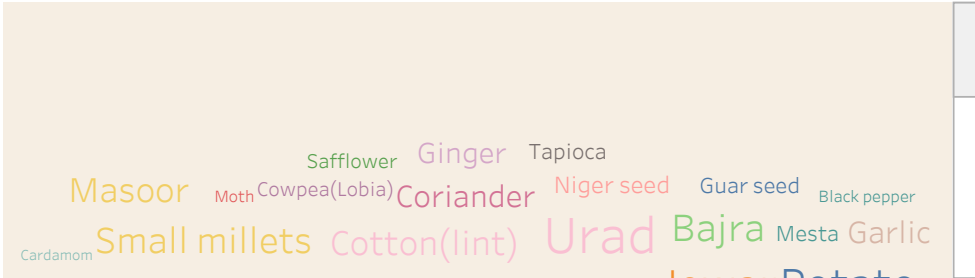 Safflower Ginger Tapioca
Masoor Moth Cowpea(Lobia) Coriander Niger seed Guar seed Black pepper
Cardamom Small millets Cotton(lint) Urad Bajra Mesta Garlic
Potato